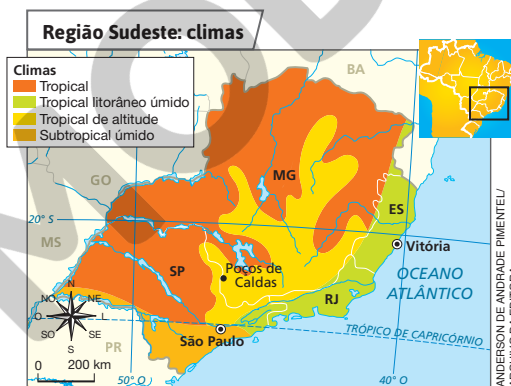 Região Sudeste: climas
Climas
Tropical
Tropical litorâneo úmido
Tropical de altitude
Subtropical úmido
BA
GO
MG
20° S
ES
MS
Vitória
SP
Poços de
Caldas
OCEANO
ATLÂNTICO
N
NO
NE
O
L
SO
SE
S
RJ
TRÓPICO DE CAPRICÓRNIO
São Paulo
PR
0 200 km
50° O
40° O
ANDERSON DE ANDRADE PIMENTEL/